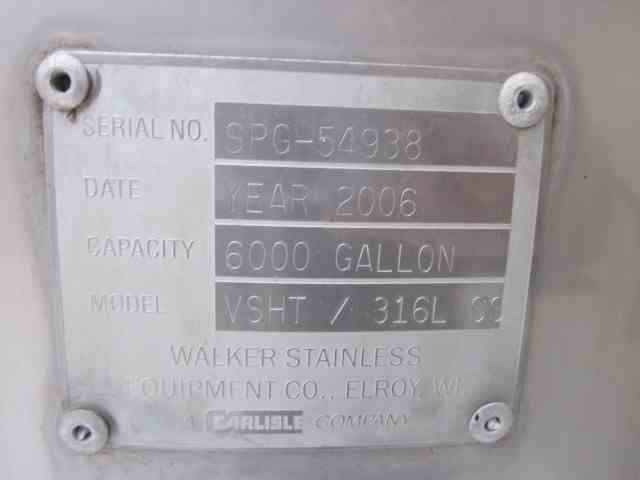 SERIAL NO. SPG-54938
DATE YEAR 2006
CAPACITY 6000 GALLON
MODEL VSHT / 316L SS
WALKER STAINLESS
EQUIPMENT CO., ELROY, WI.
A CARLISLE COMPANY